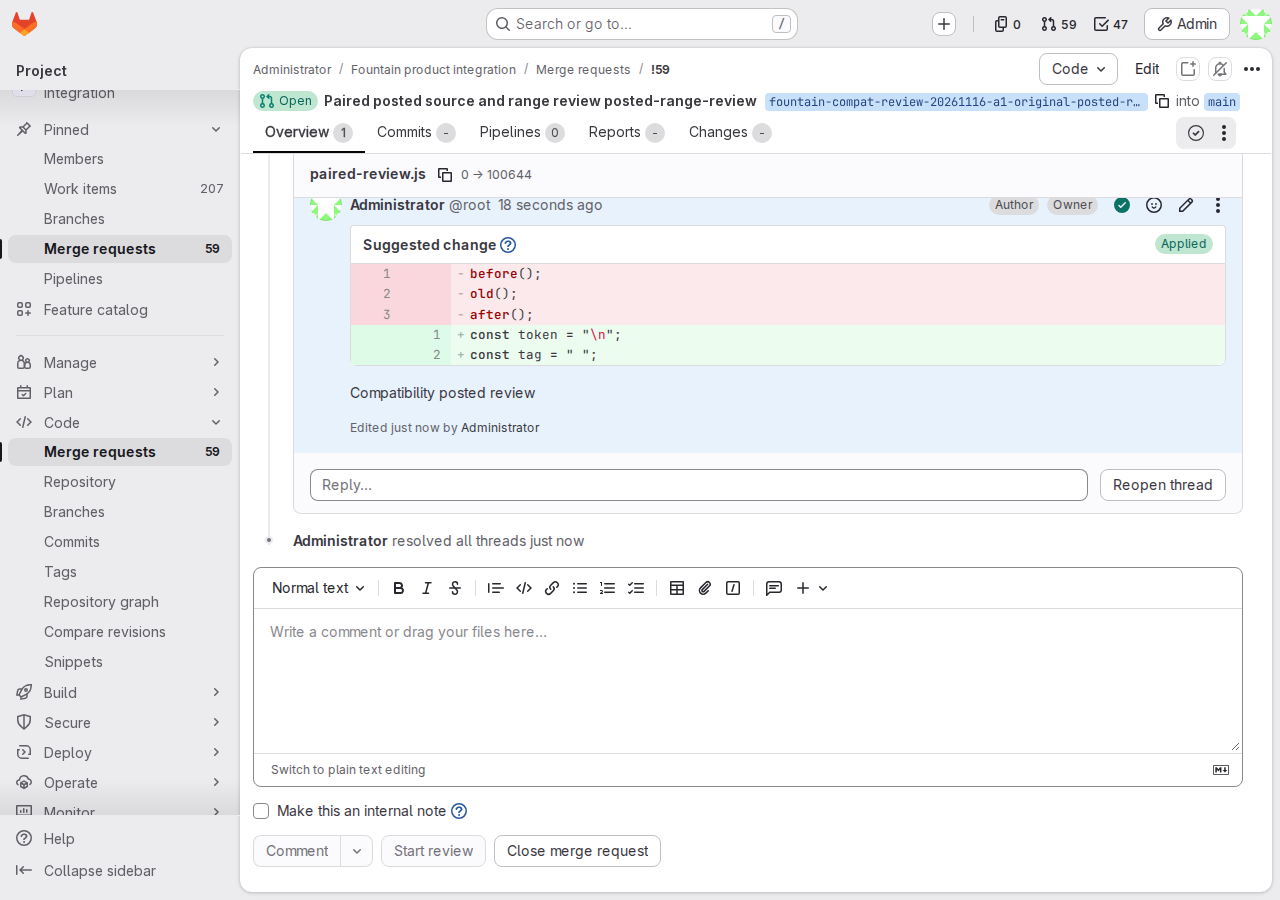 Search or go to...
/
0
59
47
Admin
Project
Integration
Pinned
Members
Work items 207
Branches
Merge requests 59
Pipelines
Feature catalog
Manage
Plan
Code
Merge requests 59
Repository
Branches
Commits
Tags
Repository graph
Compare revisions
Snippets
Build
Secure
Deploy
Operate
Monitor
Help
Collapse sidebar
Administrator / Fountain product integration / Merge requests / !59
Code
Edit
Open Paired posted source and range review posted-range-review fountain-compat-review-20261116-a1-original-posted-r… into main
Overview 1
Commits -
Pipelines 0
Reports -
Changes -
paired-review.js 0 → 100644
Administrator @root 18 seconds ago Author Owner
Suggested change Applied
1 - before();
2 - old();
3 - after();
1 + const token = "\n";
2 + const tag = " ";
Compatibility posted review
Edited just now by Administrator
Reply…
Reopen thread
Administrator resolved all threads just now
Normal text
Write a comment or drag your files here…
Switch to plain text editing
Make this an internal note
Comment
Start review
Close merge request